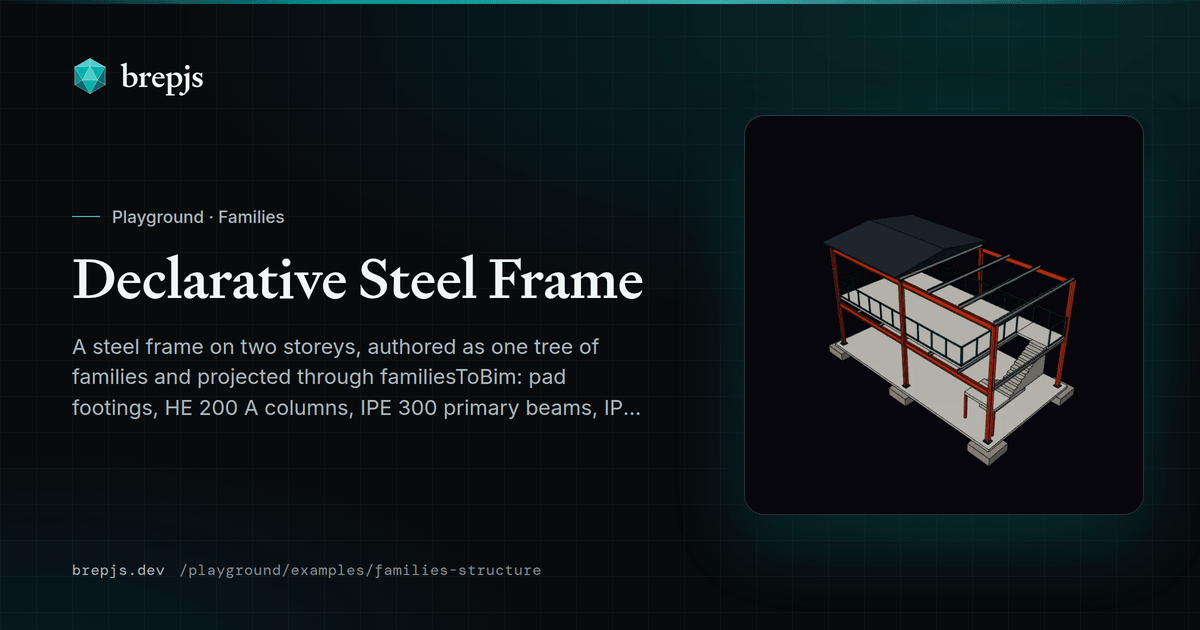 brepjs
Playground · Families
Declarative Steel Frame
A steel frame on two storeys, authored as one tree of
families and projected through familiesToBim: pad
footings, HE 200 A columns, IPE 300 primary beams, IP…
brepjs.dev /playground/examples/families-structure